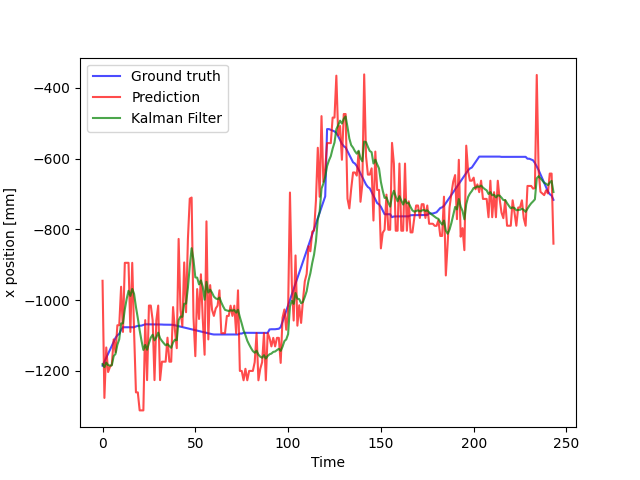 Ground truth
Prediction
Kalman Filter
−400
−600
−800
−1000
−1200
x position [mm]
0
50
100
150
200
250
Time